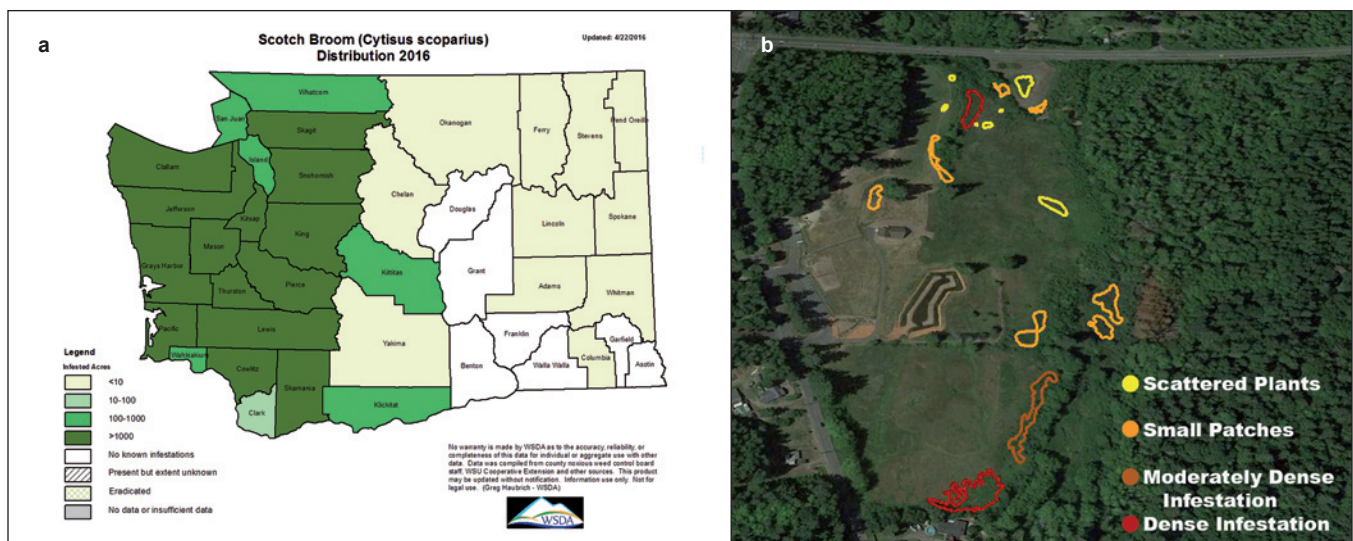 a
Scotch Broom (Cytisus scoparius)
Distribution 2016
Updated: 4/22/2016
Whatcom
San Juan
Skagit
Island
Clallam
Snohomish
Jefferson
Kitsap
King
Mason
Grays Harbor
Thurston
Pierce
Pacific
Lewis
Wahkiakum
Cowlitz
Skamania
Clark
Okanogan
Ferry
Stevens
Pend Oreille
Chelan
Douglas
Lincoln
Spokane
Kittitas
Grant
Adams
Whitman
Yakima
Franklin
Benton
Walla Walla
Columbia
Garfield
Asotin
Klickitat
Legend
Infested Acres
<10
10-100
100-1000
>1000
No known infestations
Present but extent unknown
Eradicated
No data or insufficient data
No warranty is made by WSDA as to the accuracy, reliability, or
completeness of this data for individual or aggregate use with other
data. Data was compiled from county noxious weed control board
staff, WSU Cooperative Extension and other sources. This product
may be updated without notification. Information use only. Not for
legal use. (Greg Haubrich - WSDA)
WSDA
b
Scattered Plants
Small Patches
Moderately Dense
Infestation
Dense Infestation